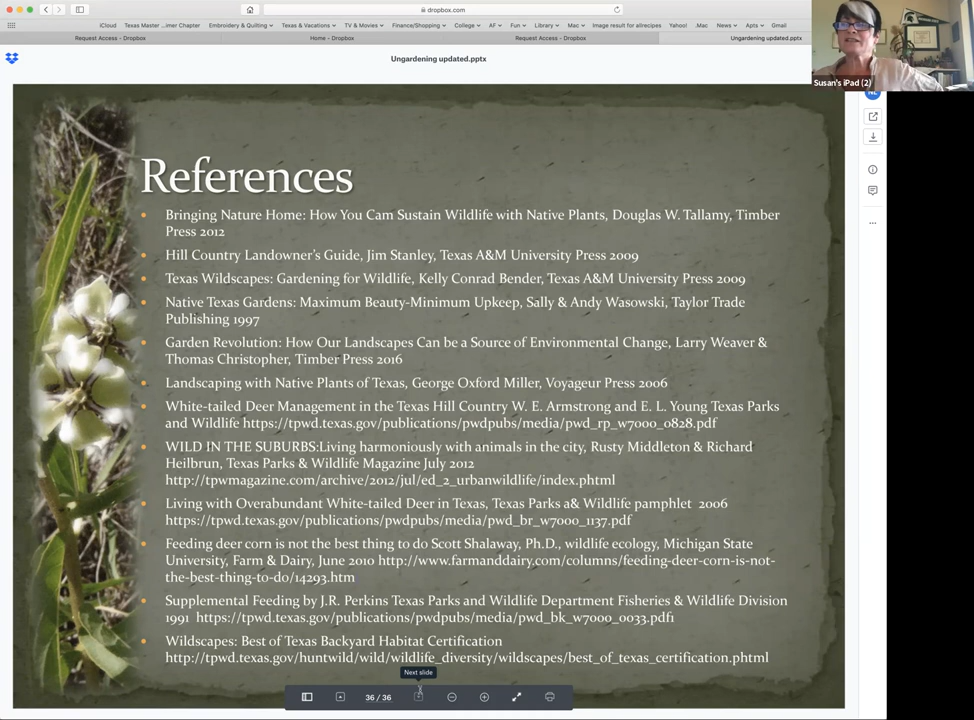 dropbox.com
iCloud Texas Master ...imer Chapter Embroidery & Quilting Texas & Vacations TV & Movies Finance/Shopping College AF Fun Library Mac Image result for allrecipes Yahoo! .Mac News Apts Gmail
Request Access - Dropbox Home - Dropbox Request Access - Dropbox Ungardening updated.pptx
Ungardening updated.pptx
Susan's iPad (2)
NL
References
Bringing Nature Home: How You Cam Sustain Wildlife with Native Plants, Douglas W. Tallamy, Timber
Press 2012
Hill Country Landowner's Guide, Jim Stanley, Texas A&M University Press 2009
Texas Wildscapes: Gardening for Wildlife, Kelly Conrad Bender, Texas A&M University Press 2009
Native Texas Gardens: Maximum Beauty-Minimum Upkeep, Sally & Andy Wasowski, Taylor Trade
Publishing 1997
Garden Revolution: How Our Landscapes Can be a Source of Environmental Change, Larry Weaver &
Thomas Christopher, Timber Press 2016
Landscaping with Native Plants of Texas, George Oxford Miller, Voyageur Press 2006
White-tailed Deer Management in the Texas Hill Country W. E. Armstrong and E. L. Young Texas Parks
and Wildlife https://tpwd.texas.gov/publications/pwdpubs/media/pwd_rp_w7000_0828.pdf
WILD IN THE SUBURBS:Living harmoniously with animals in the city, Rusty Middleton & Richard
Heilbrun, Texas Parks & Wildlife Magazine July 2012
http://tpwmagazine.com/archive/2012/jul/ed_2_urbanwildlife/index.phtml
Living with Overabundant White-tailed Deer in Texas, Texas Parks a& Wildlife pamphlet 2006
https://tpwd.texas.gov/publications/pwdpubs/media/pwd_br_w7000_1137.pdf
Feeding deer corn is not the best thing to do Scott Shalaway, Ph.D., wildlife ecology, Michigan State
University, Farm & Dairy, June 2010 http://www.farmanddairy.com/columns/feeding-deer-corn-is-not-
the-best-thing-to-do/14293.htm
Supplemental Feeding by J.R. Perkins Texas Parks and Wildlife Department Fisheries & Wildlife Division
1991 https://tpwd.texas.gov/publications/pwdpubs/media/pwd_bk_w7000_0033.pdf1
Wildscapes: Best of Texas Backyard Habitat Certification
http://tpwd.texas.gov/huntwild/wild/wildlife_diversity/wildscapes/best_of_texas_certification.phtml
Next slide
36 / 36